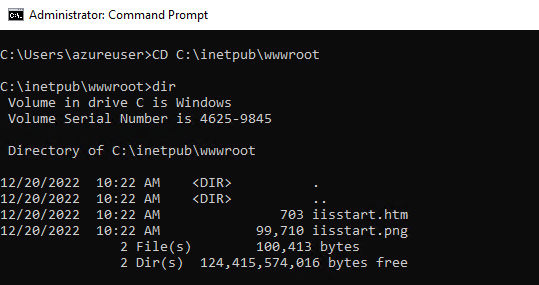 Administrator: Command Prompt
C:\Users\azureuser>CD C:\inetpub\wwwroot
C:\inetpub\wwwroot>dir
 Volume in drive C is Windows
 Volume Serial Number is 4625-9845
 Directory of C:\inetpub\wwwroot
12/20/2022  10:22 AM    <DIR>          .
12/20/2022  10:22 AM    <DIR>          ..
12/20/2022  10:22 AM               703 iisstart.htm
12/20/2022  10:22 AM            99,710 iisstart.png
               2 File(s)        100,413 bytes
               2 Dir(s)  124,415,574,016 bytes free